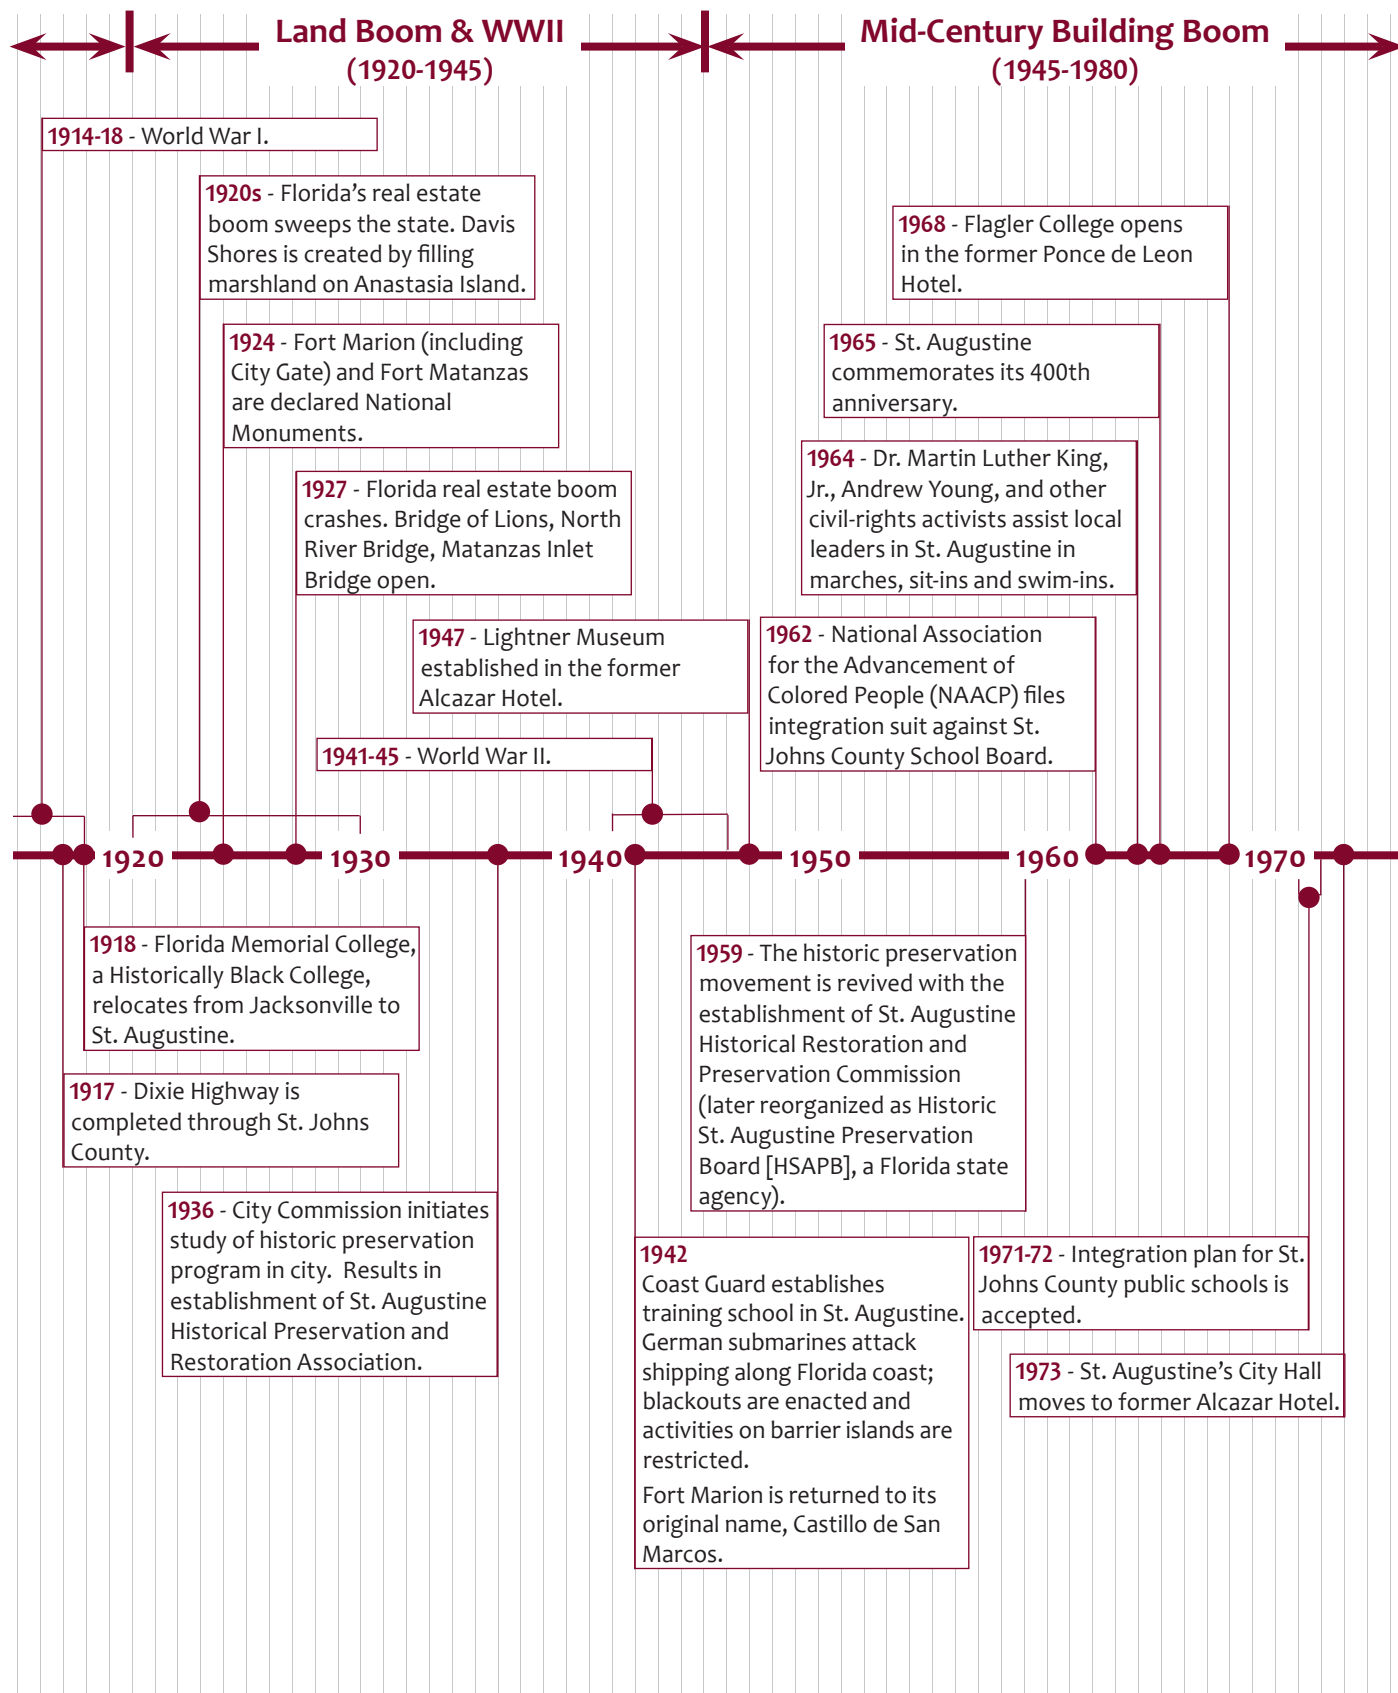 Land Boom & WWII
(1920-1945)
Mid-Century Building Boom
(1945-1980)
1914-18 - World War I.
1920s - Florida’s real estate
boom sweeps the state. Davis
Shores is created by filling
marshland on Anastasia Island.
1968 - Flagler College opens
in the former Ponce de Leon
Hotel.
1924 - Fort Marion (including
City Gate) and Fort Matanzas
are declared National
Monuments.
1965 - St. Augustine
commemorates its 400th
anniversary.
1964 - Dr. Martin Luther King,
Jr., Andrew Young, and other
civil-rights activists assist local
leaders in St. Augustine in
marches, sit-ins and swim-ins.
1927 - Florida real estate boom
crashes. Bridge of Lions, North
River Bridge, Matanzas Inlet
Bridge open.
1947 - Lightner Museum
established in the former
Alcazar Hotel.
1962 - National Association
for the Advancement of
Colored People (NAACP) files
integration suit against St.
Johns County School Board.
1941-45 - World War II.
1920
1930
1940
1950
1960
1970
1918 - Florida Memorial College,
a Historically Black College,
relocates from Jacksonville to
St. Augustine.
1917 - Dixie Highway is
completed through St. Johns
County.
1936 - City Commission initiates
study of historic preservation
program in city. Results in
establishment of St. Augustine
Historical Preservation and
Restoration Association.
1959 - The historic preservation
movement is revived with the
establishment of St. Augustine
Historical Restoration and
Preservation Commission
(later reorganized as Historic
St. Augustine Preservation
Board [HSAPB], a Florida state
agency).
1942
Coast Guard establishes
training school in St. Augustine.
German submarines attack
shipping along Florida coast;
blackouts are enacted and
activities on barrier islands are
restricted.
Fort Marion is returned to its
original name, Castillo de San
Marcos.
1971-72 - Integration plan for St.
Johns County public schools is
accepted.
1973 - St. Augustine’s City Hall
moves to former Alcazar Hotel.